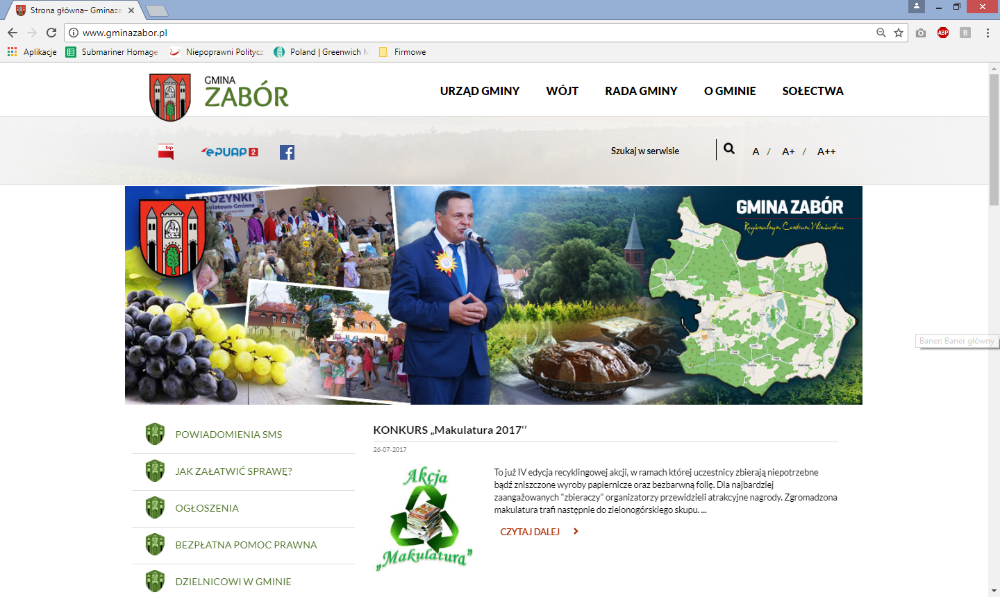 Strona główna– Gminaza
www.gminazabor.pl
ABP
B
Aplikacje
Submariner Homage
Niepoprawni Polityczn
Poland | Greenwich M
Firmowe
GMINA
ZABÓR
URZĄD GMINY
WÓJT
RADA GMINY
O GMINIE
SOŁECTWA
bip
ePUAP 2
Szukaj w serwisie
A / A+ / A++
DOŻYNKI
Powiatowo-Gminne
GMINA ZABÓR
Regionalnym Centrum Winiarstwa
Baner: Baner główny
POWIADOMIENIA SMS
JAK ZAŁATWIĆ SPRAWĘ?
OGŁOSZENIA
BEZPŁATNA POMOC PRAWNA
DZIELNICOWI W GMINIE
KONKURS „Makulatura 2017‘’
26-07-2017
Akcja
„Makulatura”
To już IV edycja recyklingowej akcji, w ramach której uczestnicy zbierają niepotrzebne
bądź zniszczone wyroby papiernicze oraz bezbarwną folię. Dla najbardziej
zaangażowanych "zbieraczy" organizatorzy przewidzieli atrakcyjne nagrody. Zgromadzona
makulatura trafi następnie do zielonogórskiego skupu. ...
CZYTAJ DALEJ